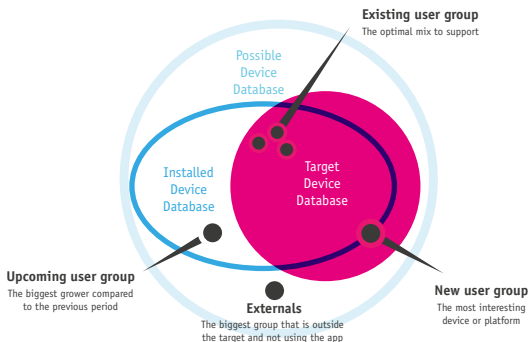 Existing user group
The optimal mix to support
Possible
Device
Database
Installed
Device
Database
Target
Device
Database
Upcoming user group
The biggest grower compared
to the previous period
Externals
The biggest group that is outside
the target and not using the app
New user group
The most interesting
device or platform